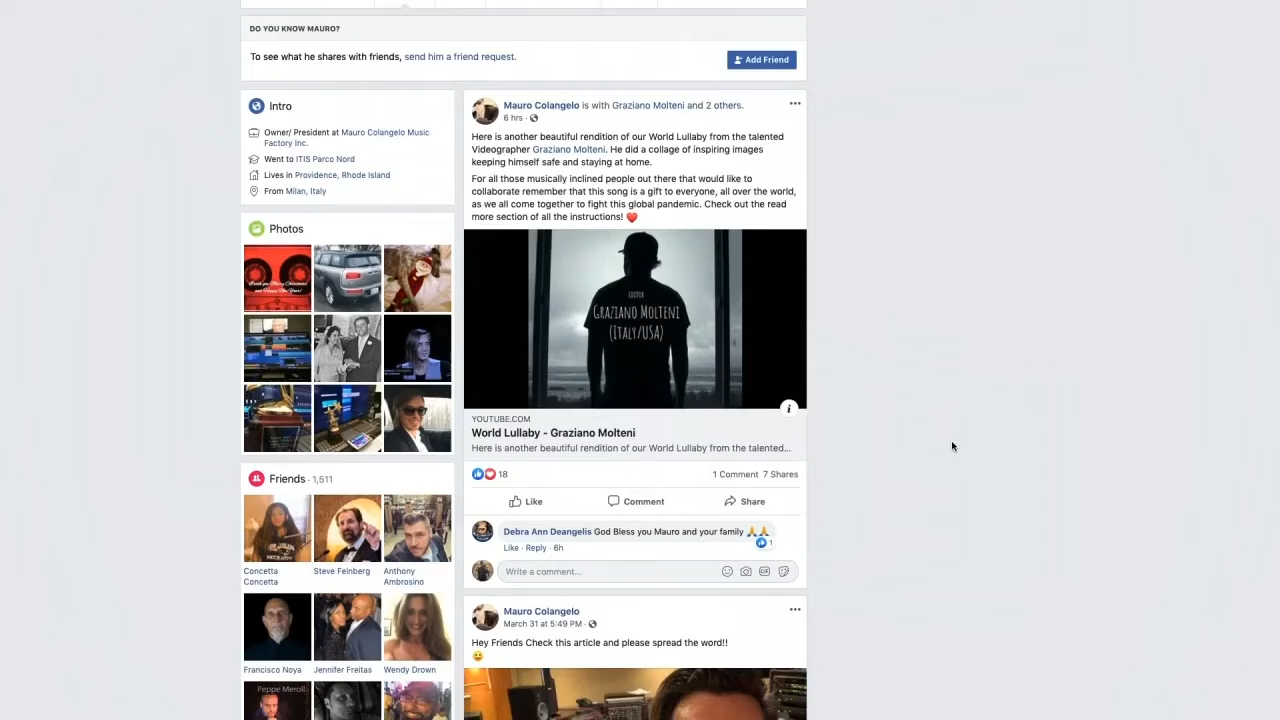 DO YOU KNOW MAURO?
To see what he shares with friends, send him a friend request.
Add Friend
Intro
Owner/ President at Mauro Colangelo Music
Factory Inc.
Went to ITIS Parco Nord
Lives in Providence, Rhode Island
From Milan, Italy
Photos
Friends · 1,511
Concetta
Concetta
Steve Feinberg
Anthony
Ambrosino
Francisco Noya
Jennifer Freitas
Wendy Drown
Peppe Meroll
Mauro Colangelo is with Graziano Molteni and 2 others.
6 hrs ·
Here is another beautiful rendition of our World Lullaby from the talented
Videographer Graziano Molteni. He did a collage of inspiring images
keeping himself safe and staying at home.
For all those musically inclined people out there that would like to
collaborate remember that this song is a gift to everyone, all over the world,
as we all come together to fight this global pandemic. Check out the read
more section of all the instructions! ❤️
EDITOR
GRAZIANO MOLTENI
(ITALY/USA)
YOUTUBE.COM
World Lullaby - Graziano Molteni
Here is another beautiful rendition of our World Lullaby from the talented...
18
1 Comment 7 Shares
Like
Comment
Share
Debra Ann Deangelis God Bless you Mauro and your family 🙏🙏
1
Like · Reply · 6h
Write a comment...
GIF
Mauro Colangelo
March 31 at 5:49 PM ·
Hey Friends Check this article and please spread the word!!
😀